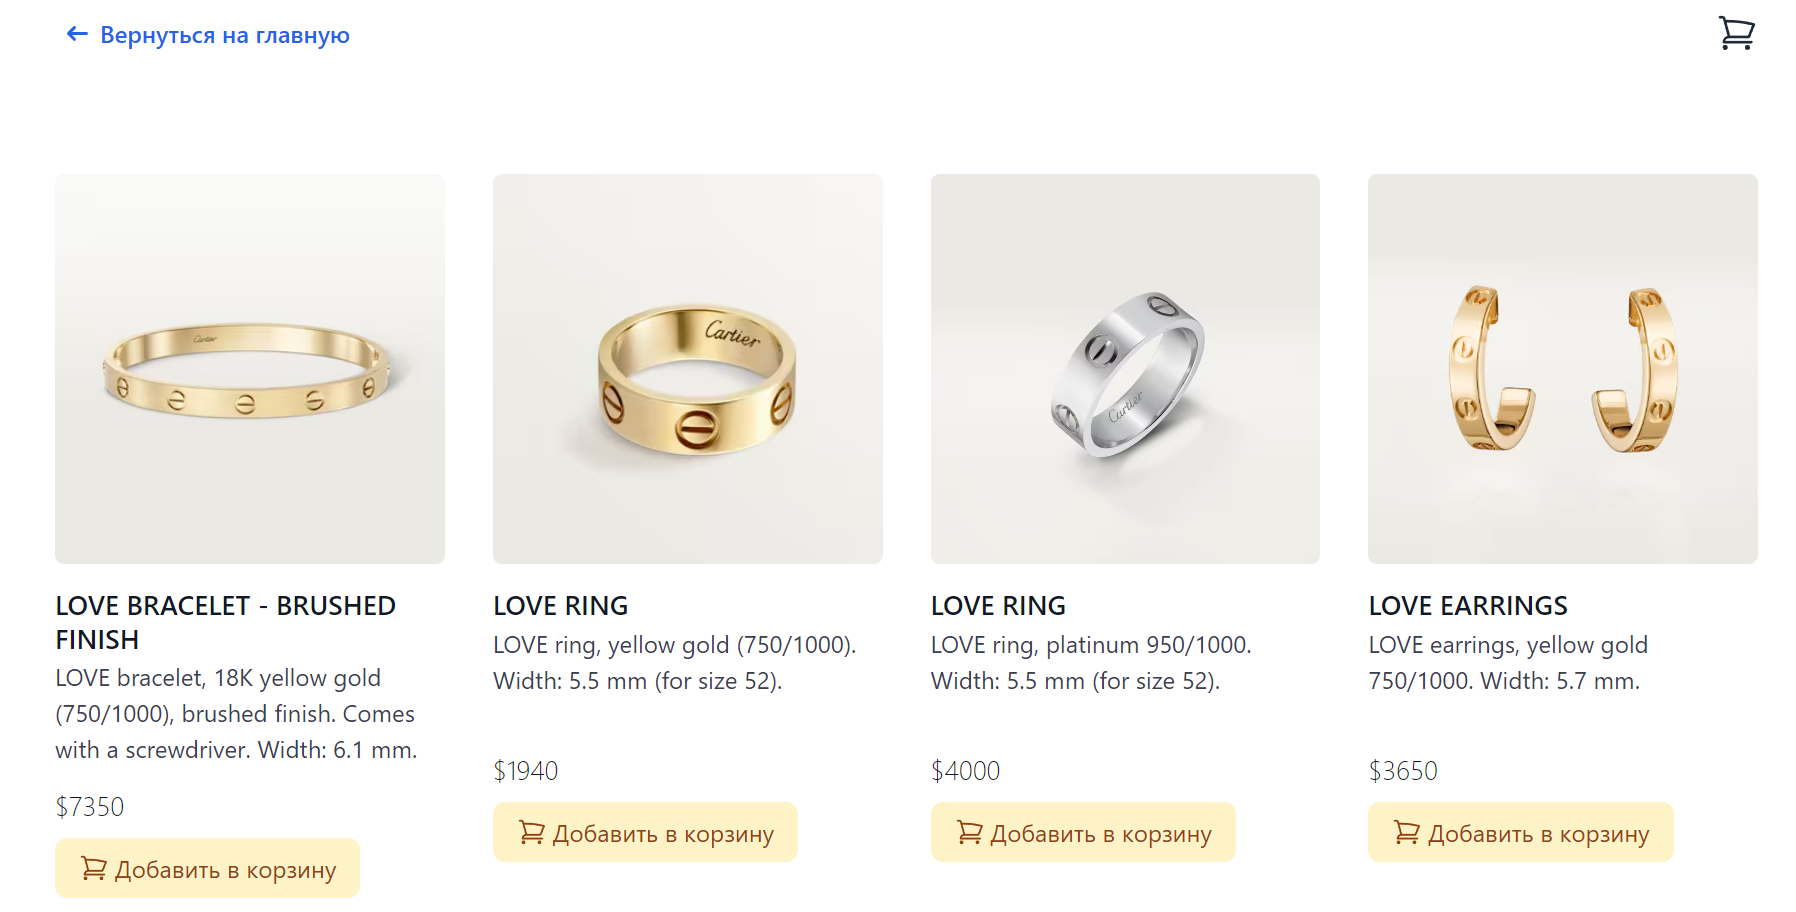 Вернуться на главную
Cartier
Cartier
Cartier
LOVE BRACELET - BRUSHED
FINISH
LOVE bracelet, 18K yellow gold
(750/1000), brushed finish. Comes
with a screwdriver. Width: 6.1 mm.
$7350
Добавить в корзину
LOVE RING
LOVE ring, yellow gold (750/1000).
Width: 5.5 mm (for size 52).
$1940
Добавить в корзину
LOVE RING
LOVE ring, platinum 950/1000.
Width: 5.5 mm (for size 52).
$4000
Добавить в корзину
LOVE EARRINGS
LOVE earrings, yellow gold
750/1000. Width: 5.7 mm.
$3650
Добавить в корзину